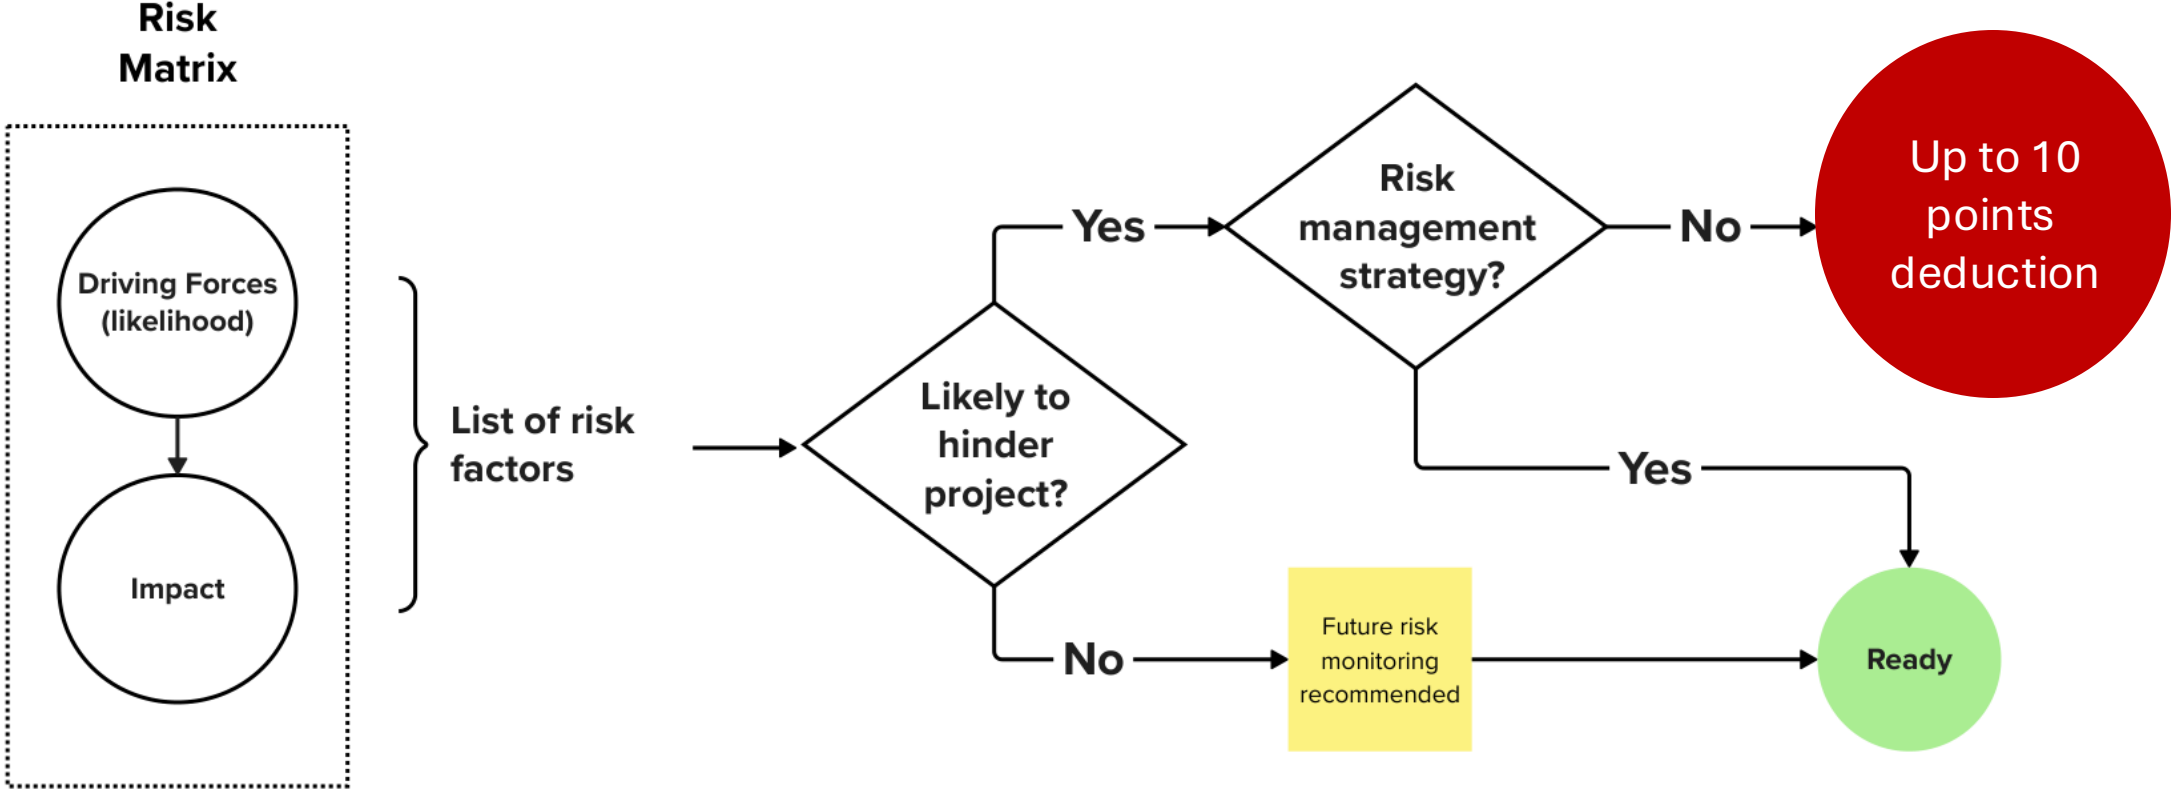 Risk
Matrix
Driving Forces
(likelihood)
Impact
List of risk
factors
Likely to
hinder
project?
Yes
Risk
management
strategy?
No
Up to 10
points
deduction
Yes
No
Future risk
monitoring
recommended
Ready